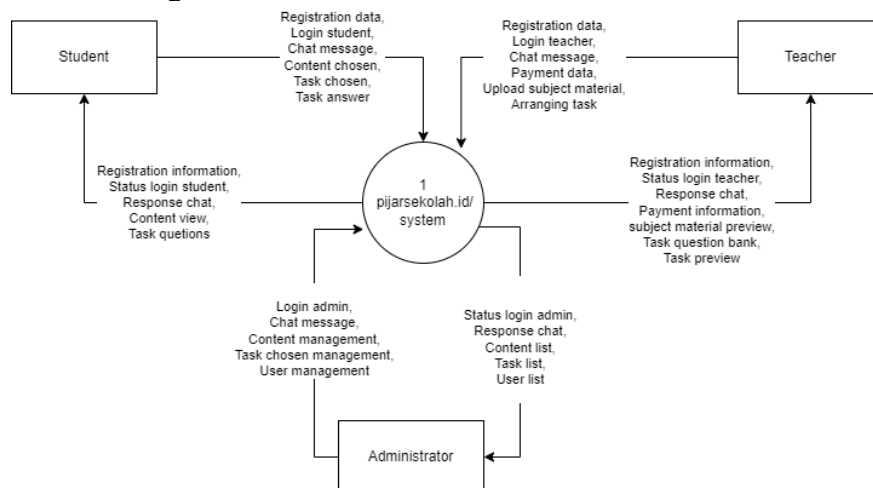 Registration data,
Login student,
Chat message,
Content chosen,
Task chosen,
Task answer
Registration data,
Login teacher,
Chat message,
Payment data,
Upload subject material,
Arranging task
Student
Teacher
Registration information,
Status login student,
Response chat,
Content view,
Task quetions
1
pijarsekolah.id/
system
Registration information,
Status login teacher,
Response chat,
Payment information,
subject material preview,
Task question bank,
Task preview
Login admin,
Chat message,
Content management,
Task chosen management,
User management
Status login admin,
Response chat,
Content list,
Task list,
User list
Administrator